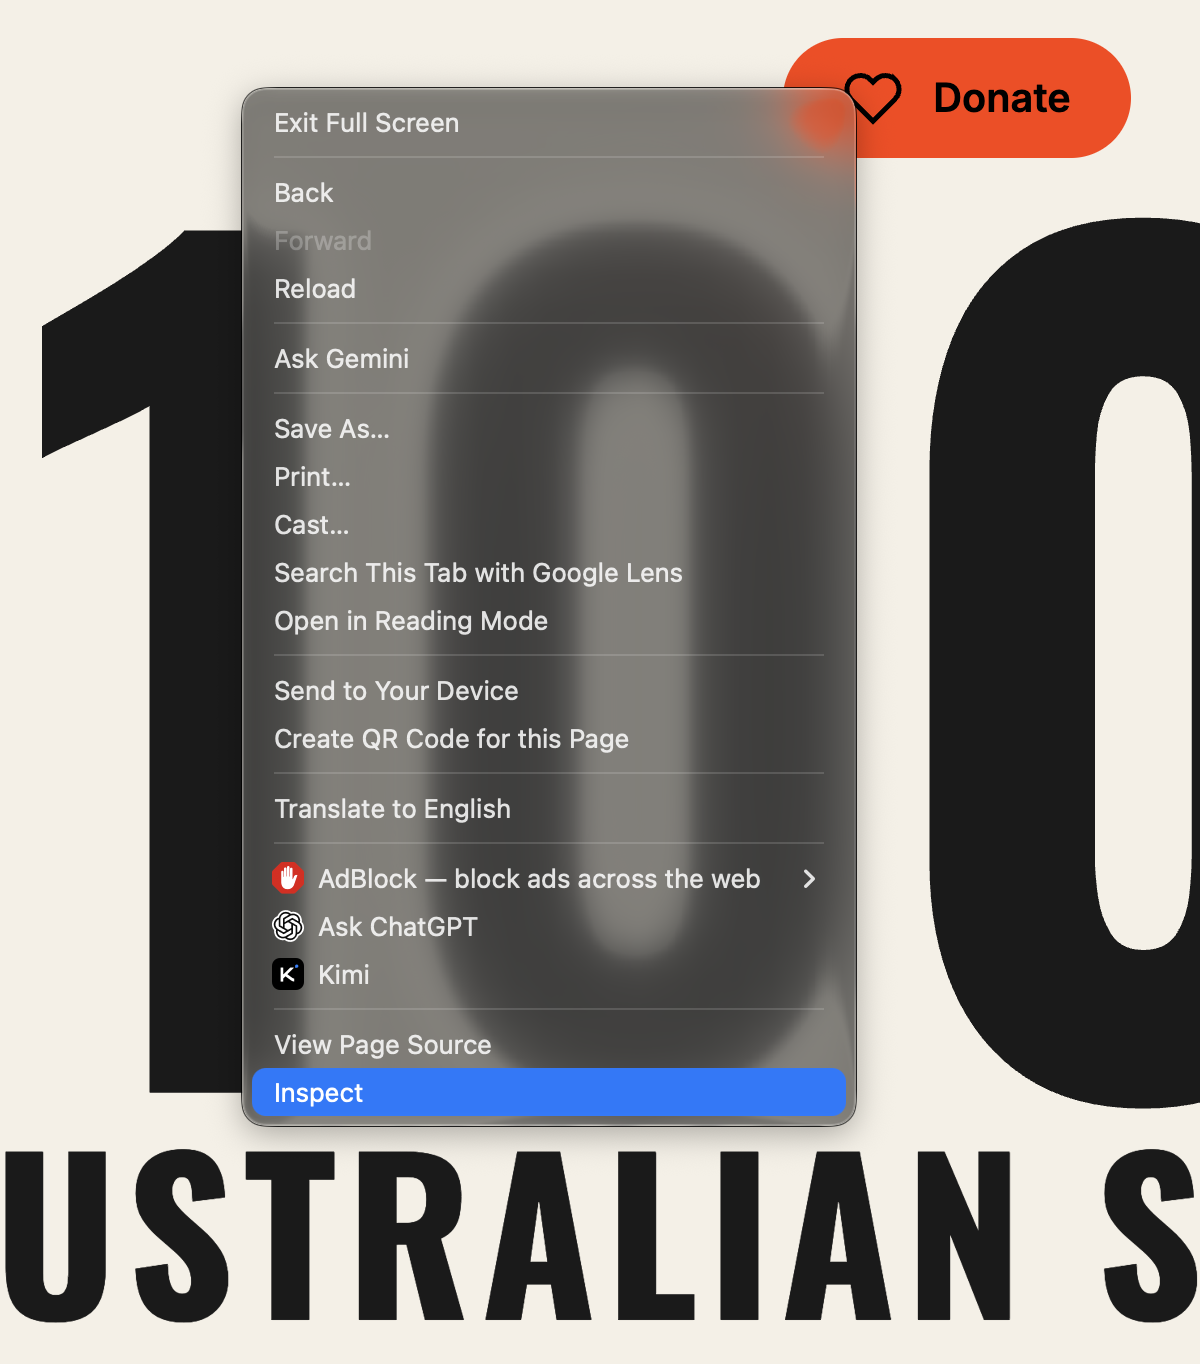 Donate
Exit Full Screen
Back
Forward
Reload
Ask Gemini
Save As...
Print...
Cast...
Search This Tab with Google Lens
Open in Reading Mode
Send to Your Device
Create QR Code for this Page
Translate to English
AdBlock — block ads across the web
Ask ChatGPT
Kimi
View Page Source
Inspect
100
USTRALIAN S